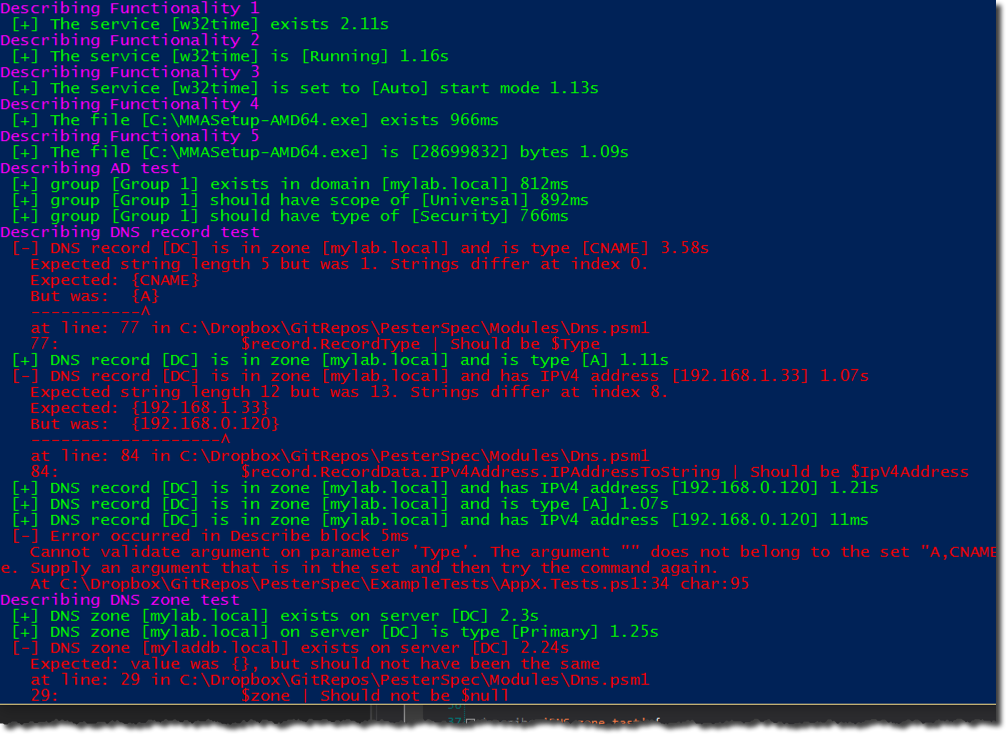 Describing Functionality 1
[+] The service [w32time] exists 2.11s
Describing Functionality 2
[+] The service [w32time] is [Running] 1.16s
Describing Functionality 3
[+] The service [w32time] is set to [Auto] start mode 1.13s
Describing Functionality 4
[+] The file [C:\MMASetup-AMD64.exe] exists 966ms
Describing Functionality 5
[+] The file [C:\MMASetup-AMD64.exe] is [28699832] bytes 1.09s
Describing AD test
[+] group [Group 1] exists in domain [mylab.local] 812ms
[+] group [Group 1] should have scope of [Universal] 892ms
[+] group [Group 1] should have type of [Security] 766ms
Describing DNS record test
[-] DNS record [DC] is in zone [mylab.local] and is type [CNAME] 3.58s
Expected string length 5 but was 1. Strings differ at index 0.
Expected: {CNAME}
But was:  {A}
-----------^
at line: 77 in C:\Dropbox\GitRepos\PesterSpec\Modules\Dns.psm1
77:                   $record.RecordType | Should be $Type
[+] DNS record [DC] is in zone [mylab.local] and is type [A] 1.11s
[-] DNS record [DC] is in zone [mylab.local] and has IPV4 address [192.168.1.33] 1.07s
Expected string length 12 but was 13. Strings differ at index 8.
Expected: {192.168.1.33}
But was:  {192.168.0.120}
-------------------^
at line: 84 in C:\Dropbox\GitRepos\PesterSpec\Modules\Dns.psm1
84:                   $record.RecordData.IPv4Address.IPAddressToString | Should be $IpV4Address
[+] DNS record [DC] is in zone [mylab.local] and has IPV4 address [192.168.0.120] 1.21s
[+] DNS record [DC] is in zone [mylab.local] and is type [A] 1.07s
[+] DNS record [DC] is in zone [mylab.local] and has IPV4 address [192.168.0.120] 11ms
[-] Error occurred in Describe block 5ms
Cannot validate argument on parameter 'Type'. The argument "" does not belong to the set "A,CNAME
e. Supply an argument that is in the set and then try the command again.
At C:\Dropbox\GitRepos\PesterSpec\ExampleTests\AppX.Tests.ps1:34 char:95
Describing DNS zone test
[+] DNS zone [mylab.local] exists on server [DC] 2.3s
[+] DNS zone [mylab.local] on server [DC] is type [Primary] 1.25s
[-] DNS zone [myladdb.local] exists on server [DC] 2.24s
Expected: value was {}, but should not have been the same
at line: 29 in C:\Dropbox\GitRepos\PesterSpec\Modules\Dns.psm1
29:                   $zone | Should not be $null